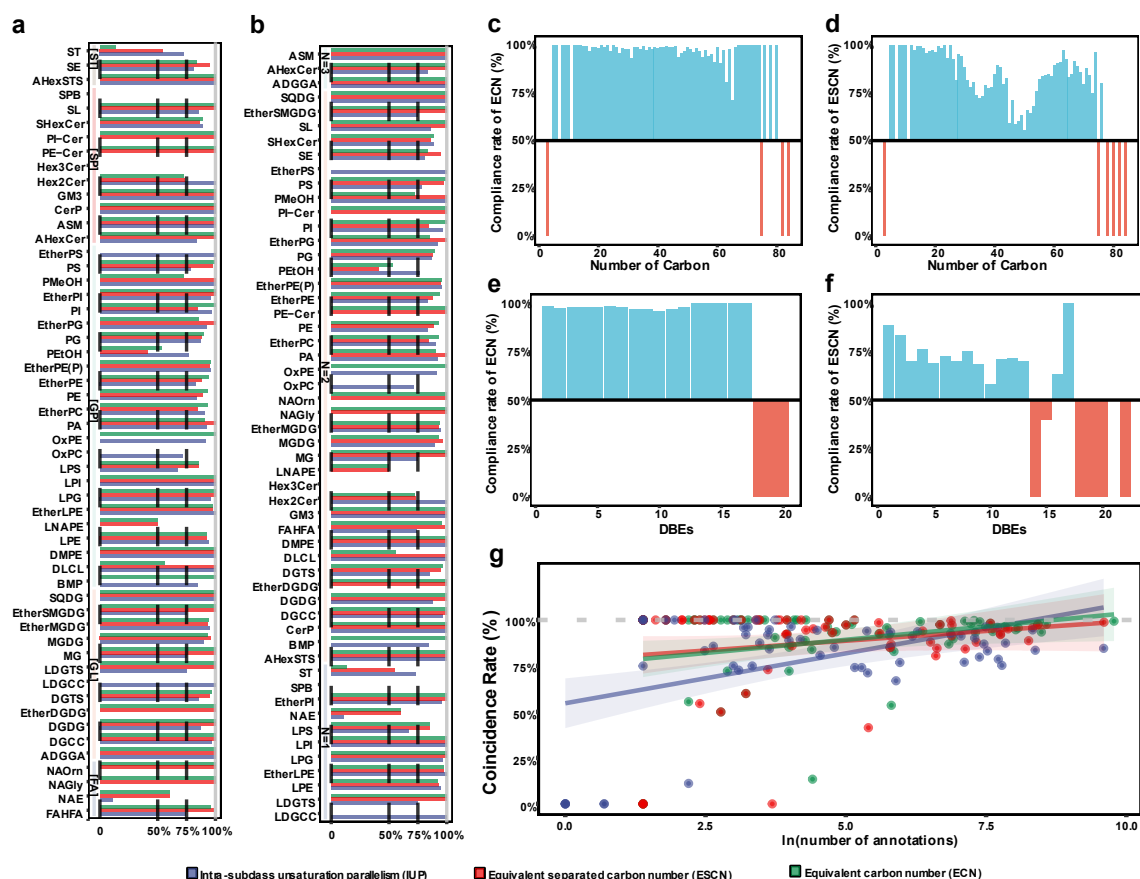 a
ST
SE
AHexSTS
SPB
SL
SHexCer
PI-Cer
PE-Cer
Hex3Cer
Hex2Cer
GM3
CerP
ASM
AHexCer
EtherPS
PS
PMeOH
EtherPI
PI
EtherPG
PG
PEtOH
EtherPE(P)
EtherPE
PE
EtherPC
PA
OxPE
OxPC
LPS
LPI
LPG
EtherLPE
LNAPE
LPE
DMPE
DLCL
BMP
SQDG
EtherSMGDG
EtherMGDG
MGDG
MG
LDGTS
LDGCC
DGTS
EtherDGDG
DGDG
DGCC
ADGGA
NAOrn
NAGly
NAE
FAHFA
[ST]
[SP]
[GP]
[GL]
[FA]
0 50% 75% 100%
b
ASM
AHexCer
ADGGA
SQDG
EtherSMGDG
SL
SHexCer
SE
EtherPS
PS
PMeOH
PI-Cer
PI
EtherPG
PG
PEtOH
EtherPE(P)
EtherPE
PE-Cer
PE
EtherPC
PA
OxPE
OxPC
NAOrn
NAGly
EtherMGDG
MGDG
MG
LNAPE
Hex3Cer
Hex2Cer
GM3
FAHFA
DMPE
DLCL
DGTS
EtherDGDG
DGDG
DGCC
CerP
BMP
AHexSTS
ST
SPB
EtherPI
NAE
LPS
LPI
LPG
EtherLPE
LPE
LDGTS
LDGCC
N=3
N=2
N=1
0 50% 75% 100%
c
Compliance rate of ECN (%)
100%
75%
50%
25%
0%
0 20 40 60 80
Number of Carbon
d
Compliance rate of ESCN (%)
100%
75%
50%
25%
0%
0 20 40 60 80
Number of Carbon
e
Compliance rate of ECN (%)
100%
75%
50%
25%
0%
0 5 10 15 20
DBEs
f
Compliance rate of ESCN (%)
100%
75%
50%
25%
0%
0 5 10 15 20
DBEs
g
Coincidence Rate (%)
100%
75%
50%
25%
0%
0.0 2.5 5.0 7.5 10.0
ln(number of annotations)
Intra-subdass unsaturation parallelism (IUP) Equivalent separated carbon number (ESCN) Equivalent carbon number (ECN)